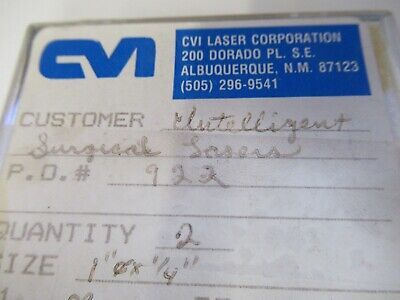 CVI
CVI LASER CORPORATION
200 DORADO PL. S.E.
ALBUQUERQUE, N.M. 87123
(505) 296-9541
CUSTOMER Intelligent
Surgical Lasers
P.O.# 922
QUANTITY 2
SIZE 1"